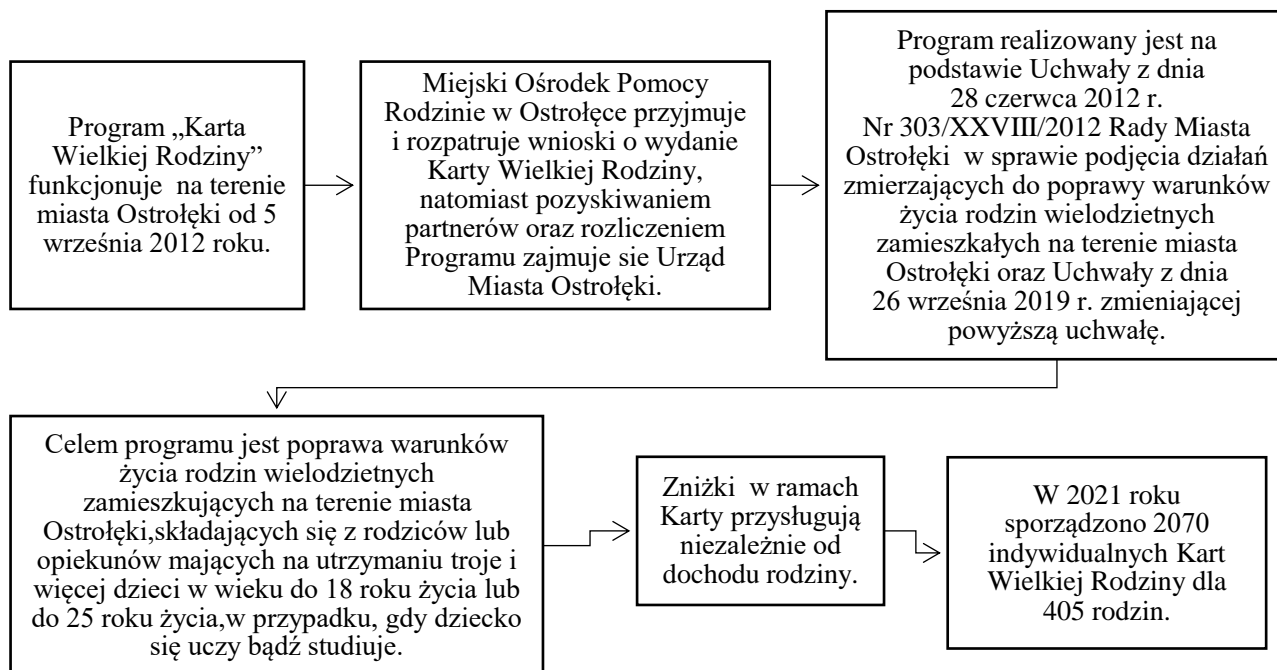 Program „Karta
Wielkiej Rodziny”
funkcjonuje na terenie
miasta Ostrołęki od 5
września 2012 roku.
Miejski Ośrodek Pomocy
Rodzinie w Ostrołęce przyjmuje
i rozpatruje wnioski o wydanie
Karty Wielkiej Rodziny,
natomiast pozyskiwaniem
partnerów oraz rozliczeniem
Programu zajmuje sie Urząd
Miasta Ostrołęki.
Program realizowany jest na
podstawie Uchwały z dnia
28 czerwca 2012 r.
Nr 303/XXVIII/2012 Rady Miasta
Ostrołęki w sprawie podjęcia działań
zmierzających do poprawy warunków
życia rodzin wielodzietnych
zamieszkałych na terenie miasta
Ostrołęki oraz Uchwały z dnia
26 września 2019 r. zmieniającej
powyższą uchwałę.
Celem programu jest poprawa warunków
życia rodzin wielodzietnych
zamieszkujących na terenie miasta
Ostrołęki,składających się z rodziców lub
opiekunów mających na utrzymaniu troje i
więcej dzieci w wieku do 18 roku życia lub
do 25 roku życia,w przypadku, gdy dziecko
się uczy bądź studiuje.
Zniżki w ramach
Karty przysługują
niezależnie od
dochodu rodziny.
W 2021 roku
sporządzono 2070
indywidualnych Kart
Wielkiej Rodziny dla
405 rodzin.